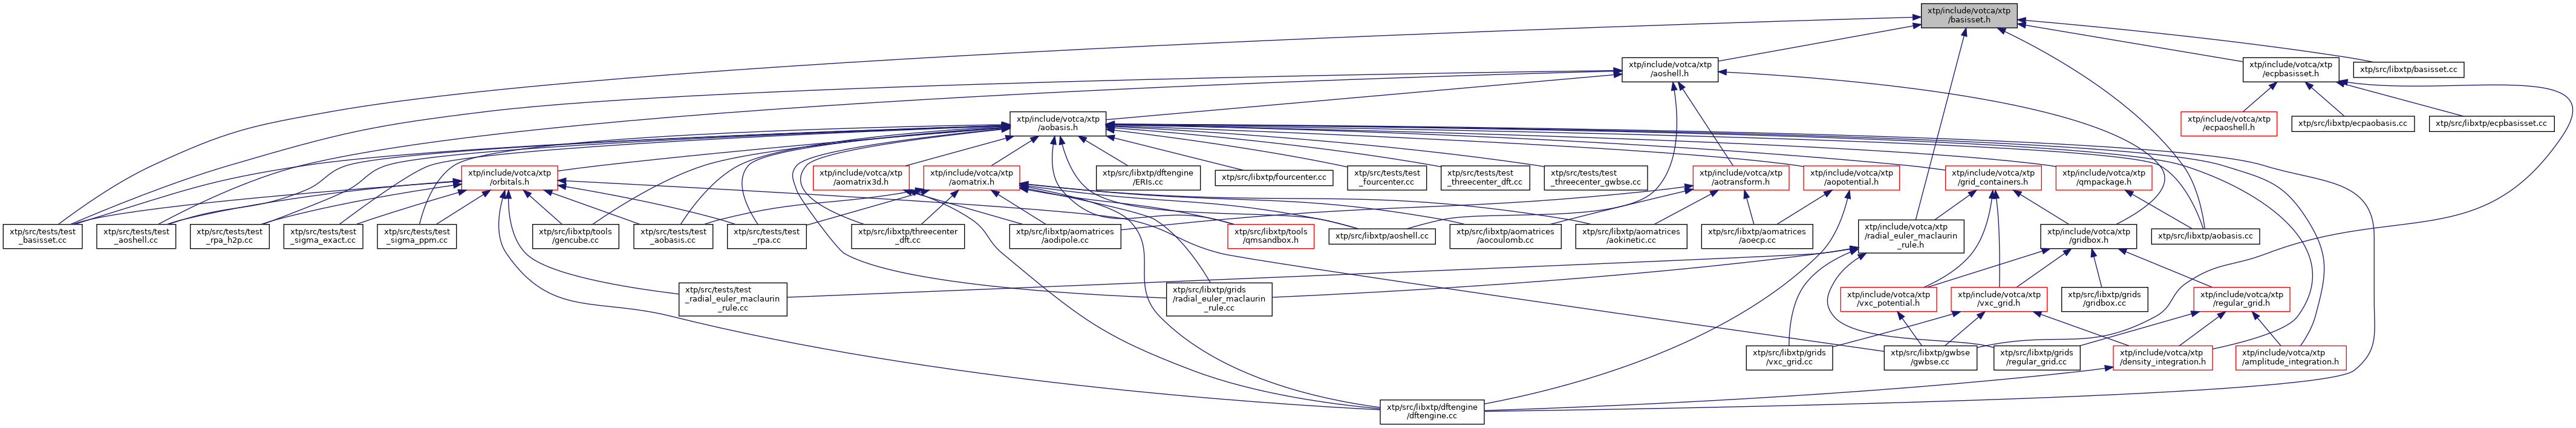 xtp/include/votca/xtp
/basisset.h
xtp/include/votca/xtp
/aoshell.h
xtp/include/votca/xtp
/ecpbasisset.h
xtp/src/libxtp/basisset.cc
xtp/include/votca/xtp
/aobasis.h
xtp/include/votca/xtp
/ecpaoshell.h
xtp/src/libxtp/ecpaobasis.cc
xtp/src/libxtp/ecpbasisset.cc
xtp/include/votca/xtp
/orbitals.h
xtp/include/votca/xtp
/aomatrix3d.h
xtp/include/votca/xtp
/aomatrix.h
xtp/src/libxtp/dftengine
/ERIs.cc
xtp/src/libxtp/fourcenter.cc
xtp/src/tests/test
_fourcenter.cc
xtp/src/tests/test
_threecenter_dft.cc
xtp/src/tests/test
_threecenter_gwbse.cc
xtp/include/votca/xtp
/aotransform.h
xtp/include/votca/xtp
/aopotential.h
xtp/include/votca/xtp
/grid_containers.h
xtp/include/votca/xtp
/qmpackage.h
xtp/src/tests/test
_basisset.cc
xtp/src/tests/test
_aoshell.cc
xtp/src/tests/test
_rpa_h2p.cc
xtp/src/tests/test
_sigma_exact.cc
xtp/src/tests/test
_sigma_ppm.cc
xtp/src/libxtp/tools
/gencube.cc
xtp/src/tests/test
_aobasis.cc
xtp/src/tests/test
_rpa.cc
xtp/src/libxtp/threecenter
_dft.cc
xtp/src/libxtp/aomatrices
/aodipole.cc
xtp/src/libxtp/tools
/qmsandbox.h
xtp/src/libxtp/aoshell.cc
xtp/src/libxtp/aomatrices
/aocoulomb.cc
xtp/src/libxtp/aomatrices
/aokinetic.cc
xtp/src/libxtp/aomatrices
/aoecp.cc
xtp/include/votca/xtp
/radial_euler_maclaurin
_rule.h
xtp/include/votca/xtp
/gridbox.h
xtp/src/libxtp/aobasis.cc
xtp/src/tests/test
_radial_euler_maclaurin
_rule.cc
xtp/src/libxtp/grids
/radial_euler_maclaurin
_rule.cc
xtp/include/votca/xtp
/vxc_potential.h
xtp/include/votca/xtp
/vxc_grid.h
xtp/src/libxtp/grids
/gridbox.cc
xtp/include/votca/xtp
/regular_grid.h
xtp/src/libxtp/grids
/vxc_grid.cc
xtp/src/libxtp/gwbse
/gwbse.cc
xtp/src/libxtp/grids
/regular_grid.cc
xtp/include/votca/xtp
/density_integration.h
xtp/include/votca/xtp
/amplitude_integration.h
xtp/src/libxtp/dftengine
/dftengine.cc